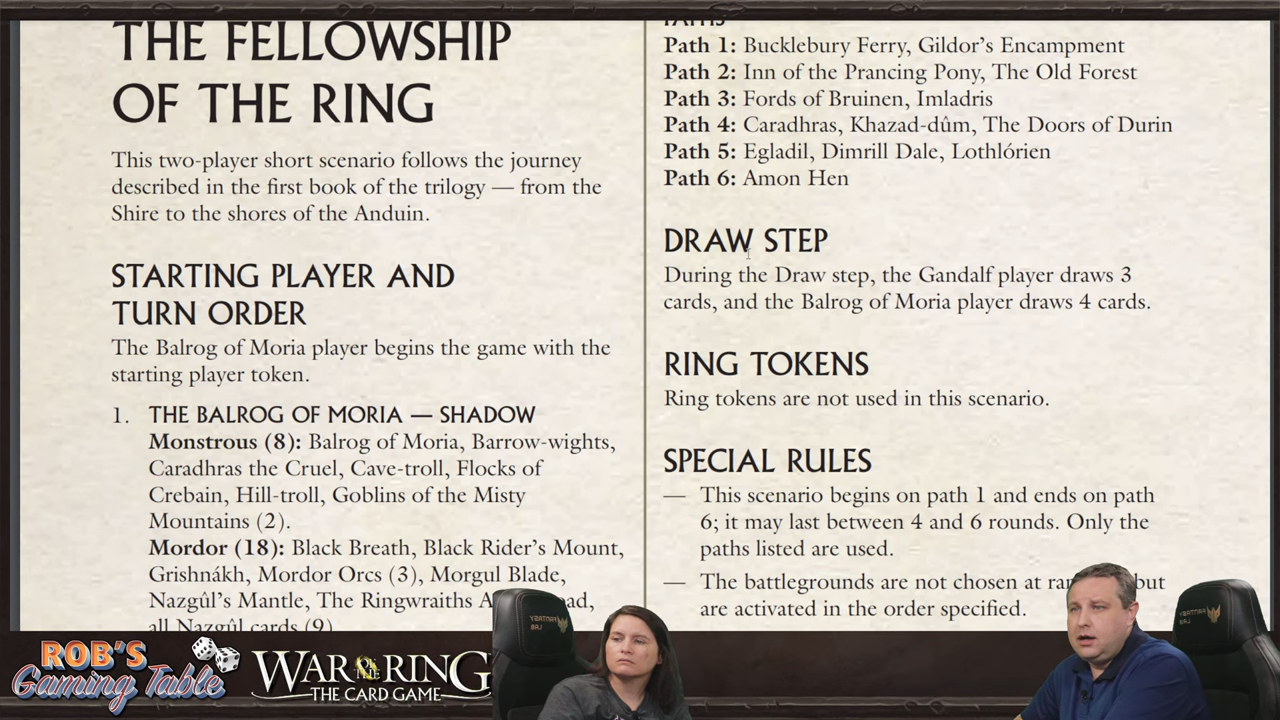 THE FELLOWSHIP
OF THE RING
This two-player short scenario follows the journey
described in the first book of the trilogy — from the
Shire to the shores of the Anduin.
STARTING PLAYER AND
TURN ORDER
The Balrog of Moria player begins the game with the
starting player token.
1. THE BALROG OF MORIA — SHADOW
Monstrous (8): Balrog of Moria, Barrow-wights,
Caradhras the Cruel, Cave-troll, Flocks of
Crebain, Hill-troll, Goblins of the Misty
Mountains (2).
Mordor (18): Black Breath, Black Rider's Mount,
Grishnákh, Mordor Orcs (3), Morgul Blade,
Nazgûl's Mantle, The Ringwraiths
all Nazgûl cards (9)
PATHS
Path 1: Bucklebury Ferry, Gildor's Encampment
Path 2: Inn of the Prancing Pony, The Old Forest
Path 3: Fords of Bruinen, Imladris
Path 4: Caradhras, Khazad-dûm, The Doors of Durin
Path 5: Egladil, Dimrill Dale, Lothlórien
Path 6: Amon Hen
DRAW STEP
During the Draw step, the Gandalf player draws 3
cards, and the Balrog of Moria player draws 4 cards.
RING TOKENS
Ring tokens are not used in this scenario.
SPECIAL RULES
— This scenario begins on path 1 and ends on path
6; it may last between 4 and 6 rounds. Only the
paths listed are used.
— The battlegrounds are not chosen at but
are activated in the order specified.
ROB'S
Gaming Table
WAR OF THE RING
THE CARD GAME